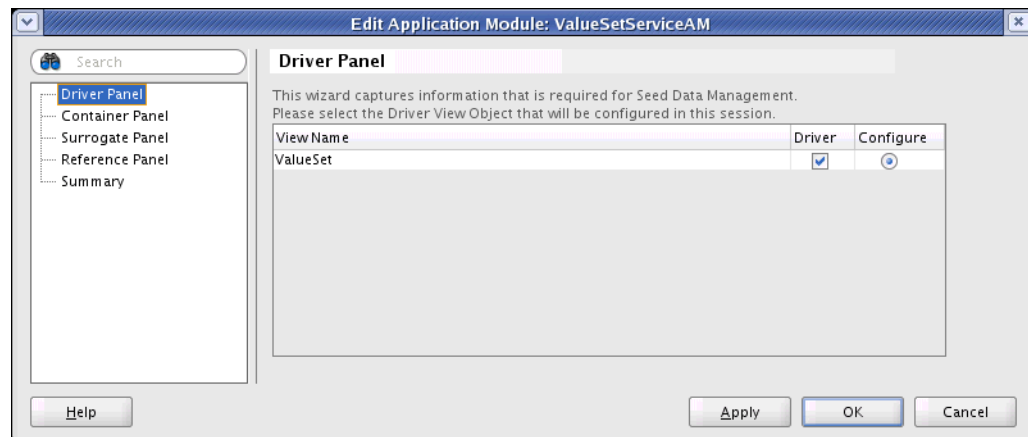 Edit Application Module: ValueSetServiceAM
Search
Driver Panel
Container Panel
Surrogate Panel
Reference Panel
Summary
Driver Panel
This wizard captures information that is required for Seed Data Management.
Please select the Driver View Object that will be configured in this session.
View Name Driver Configure
ValueSet
Help Apply OK Cancel